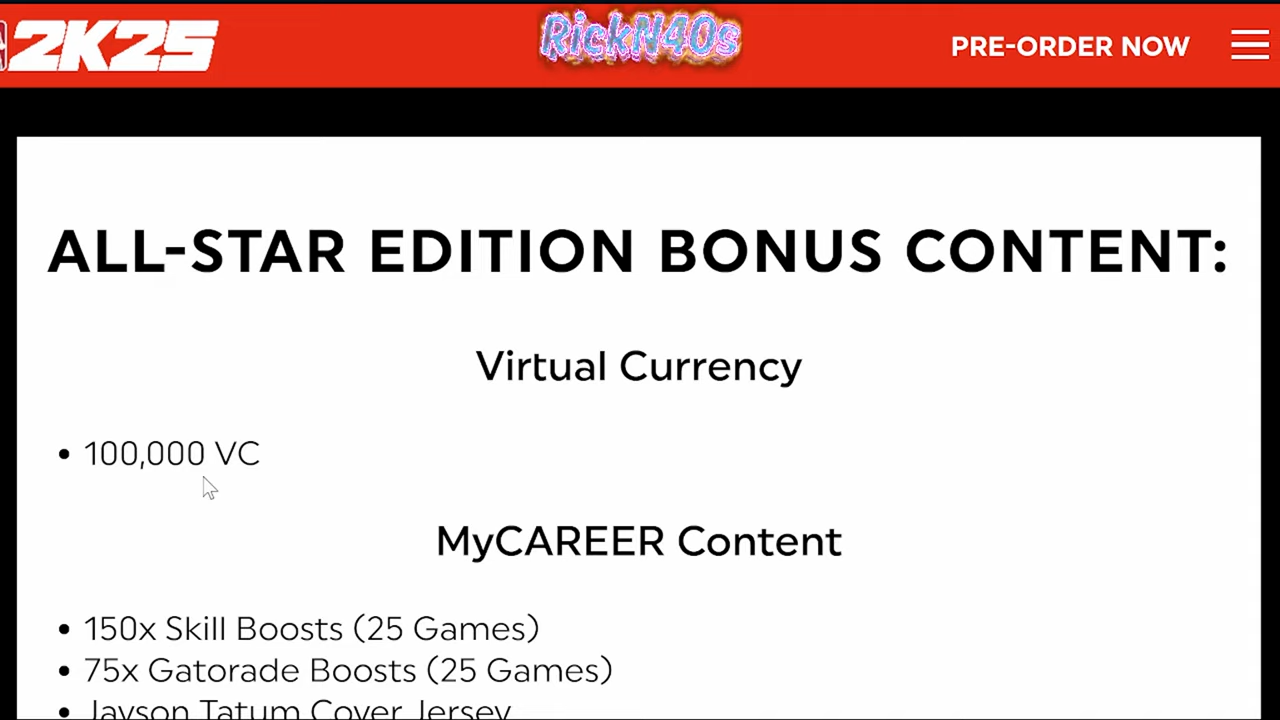 2K25
RickN40s
PRE-ORDER NOW
ALL-STAR EDITION BONUS CONTENT:
Virtual Currency
• 100,000 VC
MyCAREER Content
• 150x Skill Boosts (25 Games)
• 75x Gatorade Boosts (25 Games)
• Jayson Tatum Cover Jersey